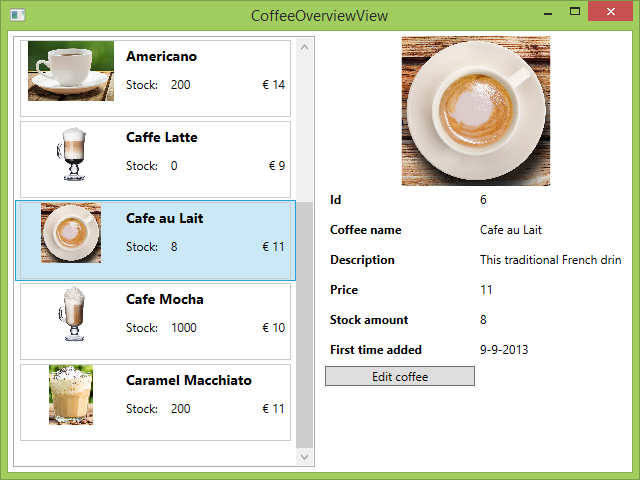 CoffeeOverviewView
Americano
Stock: 200 € 14
Caffe Latte
Stock: 0 € 9
Cafe au Lait
Stock: 8 € 11
Cafe Mocha
Stock: 1000 € 10
Caramel Macchiato
Stock: 200 € 11
Id 6
Coffee name Cafe au Lait
Description This traditional French drin
Price 11
Stock amount 8
First time added 9-9-2013
Edit coffee